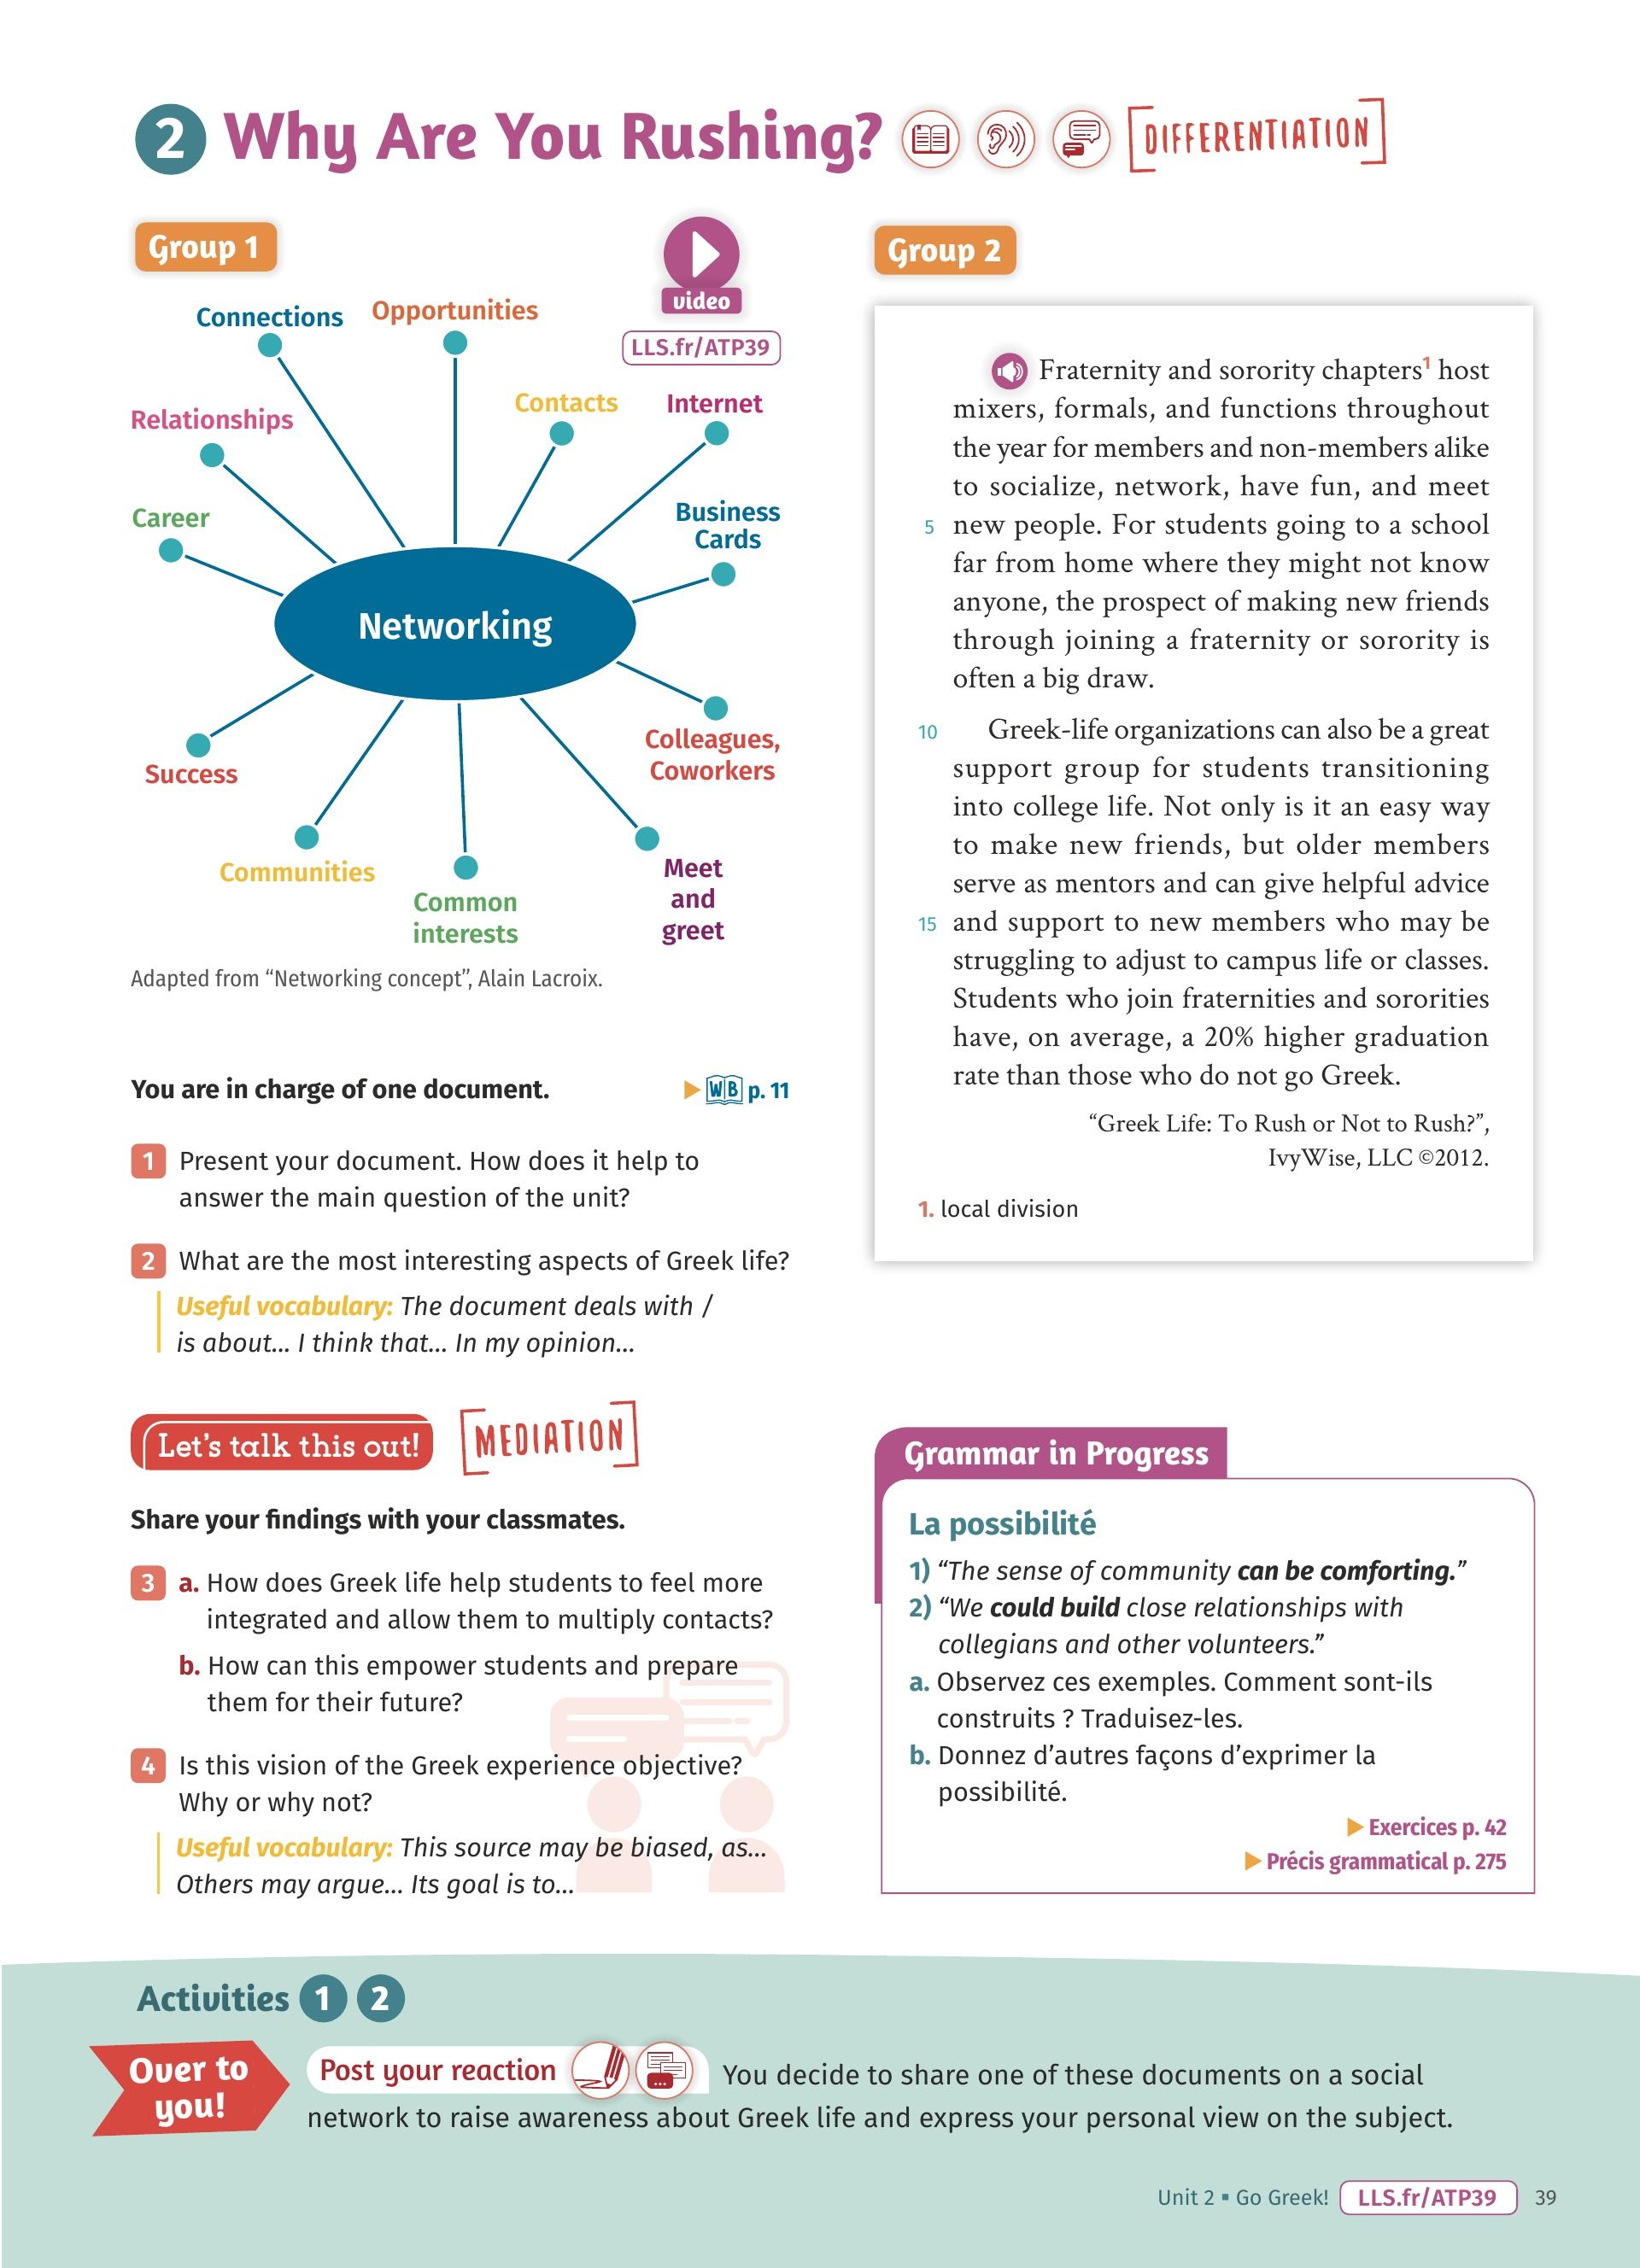 2 Why Are You Rushing? DIFFERENTIATION
Group 1
video
LLS.fr/ATP39
Connections
Opportunities
Contacts
Internet
Relationships
Business
Cards
Career
Networking
Colleagues,
Coworkers
Success
Communities
Common
interests
Meet
and
greet
Adapted from “Networking concept”, Alain Lacroix.
You are in charge of one document. WB p. 11
1 Present your document. How does it help to
answer the main question of the unit?
2 What are the most interesting aspects of Greek life?
Useful vocabulary: The document deals with /
is about... I think that... In my opinion...
Group 2
Fraternity and sorority chapters1 host
mixers, formals, and functions throughout
the year for members and non-members alike
to socialize, network, have fun, and meet
5 new people. For students going to a school
far from home where they might not know
anyone, the prospect of making new friends
through joining a fraternity or sorority is
often a big draw.
10 Greek-life organizations can also be a great
support group for students transitioning
into college life. Not only is it an easy way
to make new friends, but older members
serve as mentors and can give helpful advice
15 and support to new members who may be
struggling to adjust to campus life or classes.
Students who join fraternities and sororities
have, on average, a 20% higher graduation
rate than those who do not go Greek.
“Greek Life: To Rush or Not to Rush?”,
IvyWise, LLC ©2012.
1. local division
Let's talk this out! MEDIATION
Share your findings with your classmates.
3 a. How does Greek life help students to feel more
integrated and allow them to multiply contacts?
b. How can this empower students and prepare
them for their future?
4 Is this vision of the Greek experience objective?
Why or why not?
Useful vocabulary: This source may be biased, as...
Others may argue... Its goal is to...
Grammar in Progress
La possibilité
1) “The sense of community can be comforting.”
2) “We could build close relationships with
collegians and other volunteers.”
a. Observez ces exemples. Comment sont-ils
construits ? Traduisez-les.
b. Donnez d'autres façons d'exprimer la
possibilité.
Exercices p. 42
Précis grammatical p. 275
Activities 1 2
Over to
you!
Post your reaction You decide to share one of these documents on a social
network to raise awareness about Greek life and express your personal view on the subject.
Unit 2 ▪ Go Greek! LLS.fr/ATP39 39